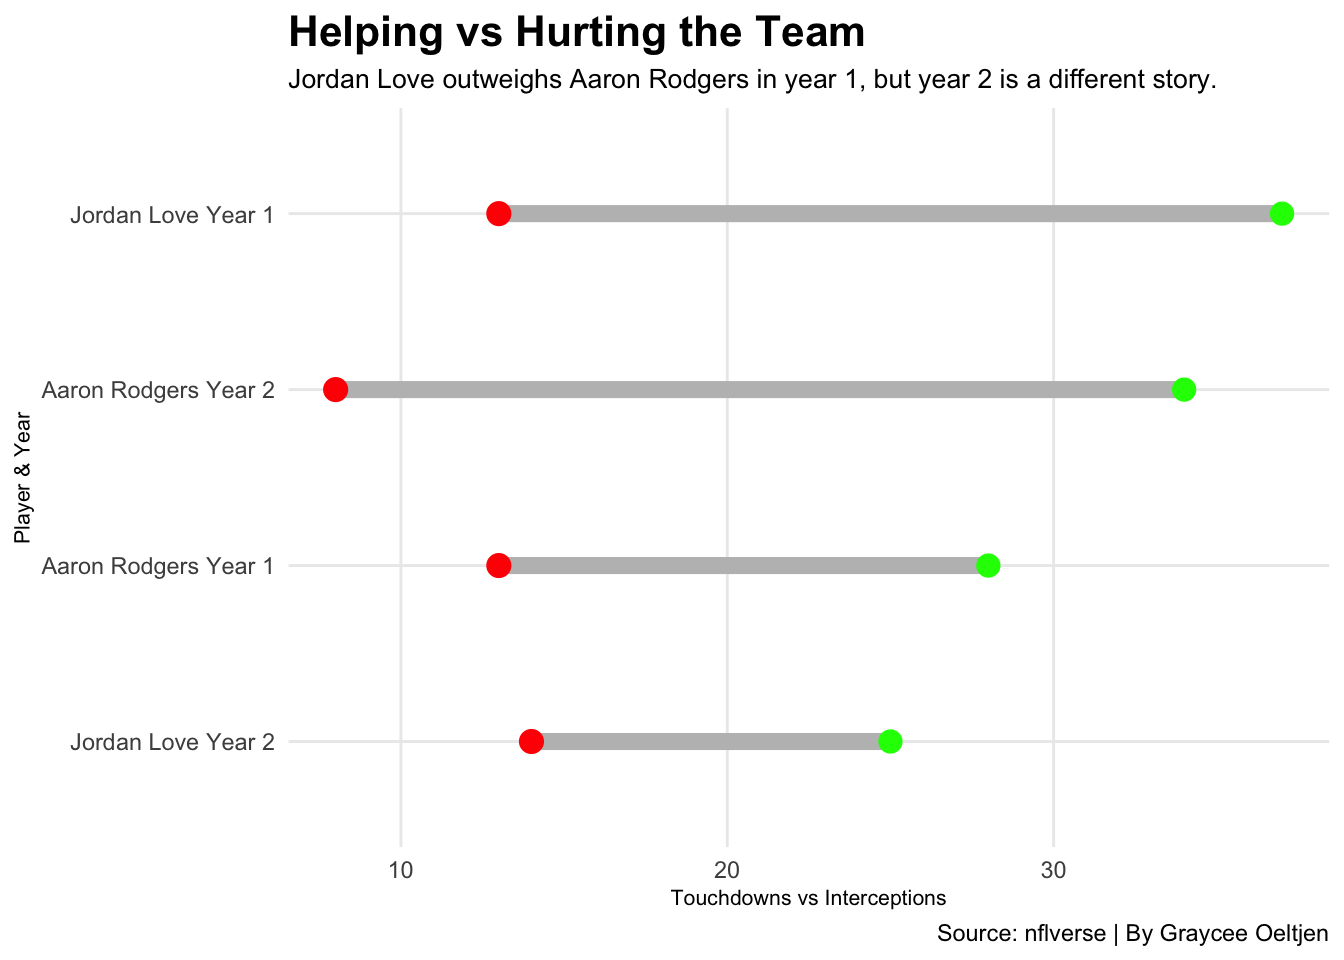 Helping vs Hurting the Team
Jordan Love outweighs Aaron Rodgers in year 1, but year 2 is a different story.
Player & Year
Jordan Love Year 1
Aaron Rodgers Year 2
Aaron Rodgers Year 1
Jordan Love Year 2
10 20 30
Touchdowns vs Interceptions
Source: nflverse | By Graycee Oeltjen